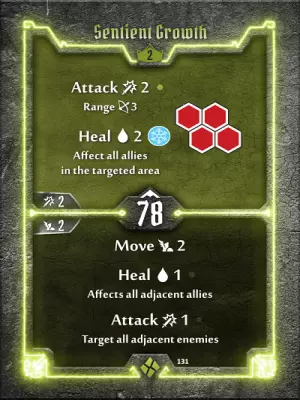 Sentient Growth
2
Attack 2
Range 3
Heal 2
Affect all allies
in the targeted area
2
78
2
Move 2
Heal 1
Affects all adjacent allies
Attack 1
Target all adjacent enemies
131